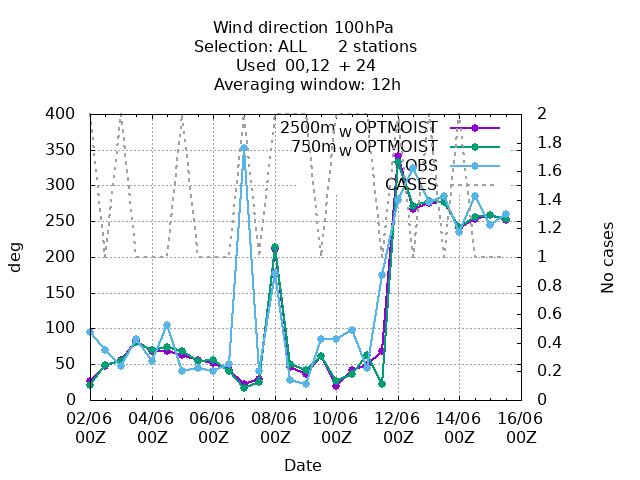 Wind direction 100hPa
Selection: ALL 2 stations
Used 00,12 + 24
Averaging window: 12h
400 2
2500m W OPTMOIST
350 1.8
750m W OPTMOIST
OBS
300 1.6
CASES
250 1.4
200 1.2
150 1
100 0.8
50 0.6
0 0.4
0.2
0
deg
No cases
02/06 04/06 06/06 08/06 10/06 12/06 14/06 16/06
00Z 00Z 00Z 00Z 00Z 00Z 00Z 00Z
Date